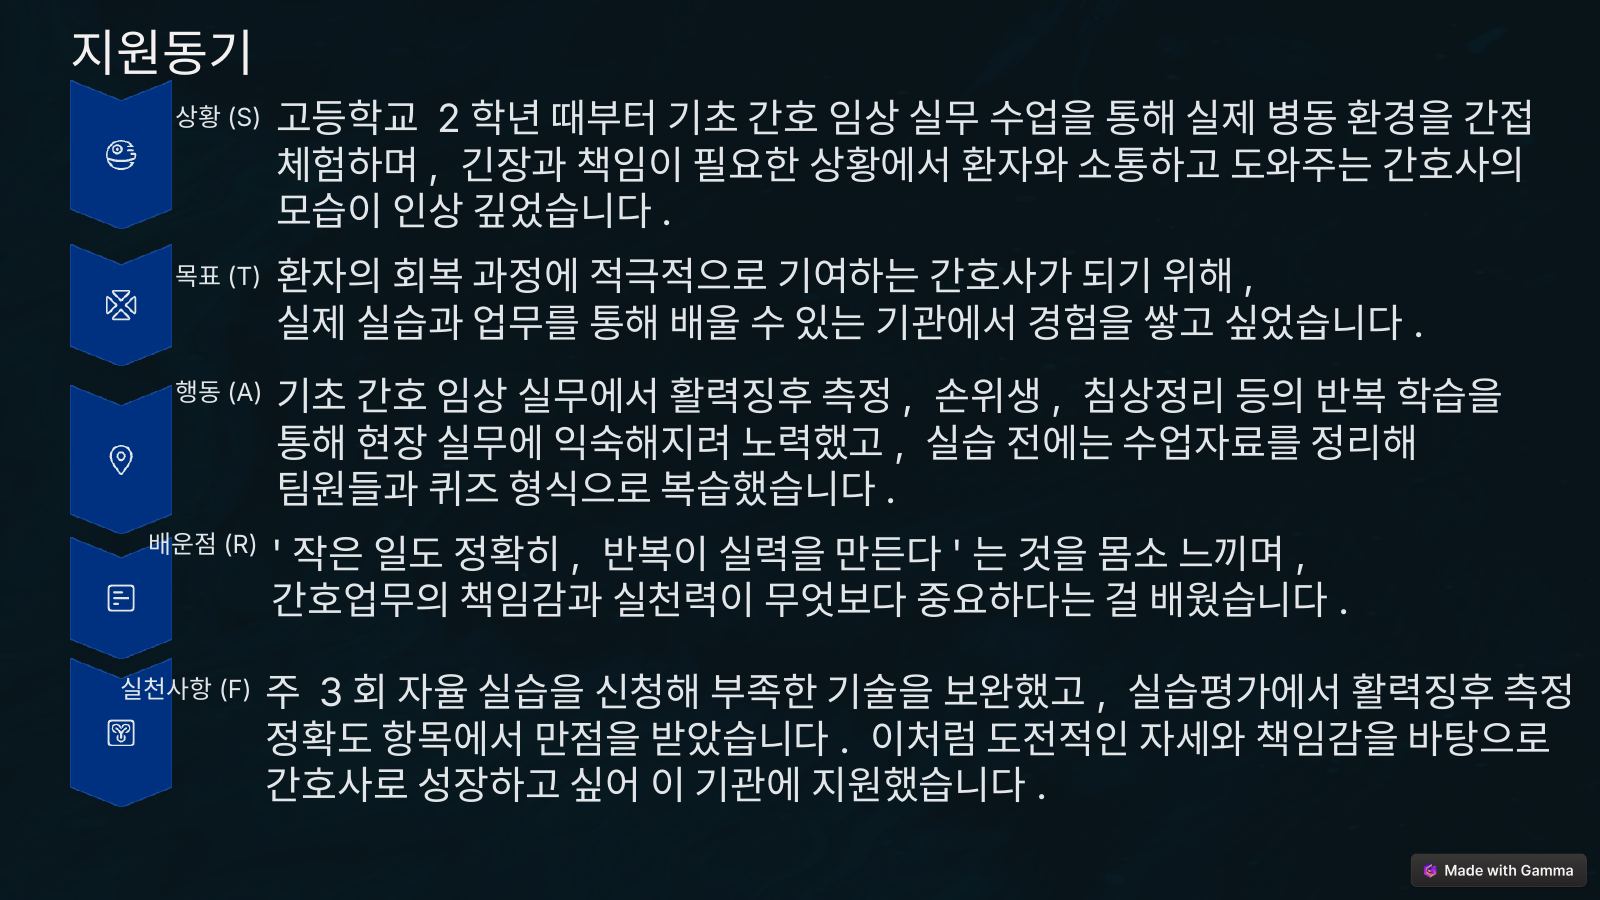 지원동기
상황 (S)
고등학교 2 학년 때부터 기초 간호 임상 실무 수업을 통해 실제 병동 환경을 간접
체험하며 , 긴장과 책임이 필요한 상황에서 환자와 소통하고 도와주는 간호사의
모습이 인상 깊었습니다 .
목표 (T)
환자의 회복 과정에 적극적으로 기여하는 간호사가 되기 위해 ,
실제 실습과 업무를 통해 배울 수 있는 기관에서 경험을 쌓고 싶었습니다 .
행동 (A)
기초 간호 임상 실무에서 활력징후 측정 , 손위생 , 침상정리 등의 반복 학습을
통해 현장 실무에 익숙해지려 노력했고 , 실습 전에는 수업자료를 정리해
팀원들과 퀴즈 형식으로 복습했습니다 .
배운점 (R)
' 작은 일도 정확히 , 반복이 실력을 만든다 ' 는 것을 몸소 느끼며 ,
간호업무의 책임감과 실천력이 무엇보다 중요하다는 걸 배웠습니다 .
실천사항 (F)
주 3 회 자율 실습을 신청해 부족한 기술을 보완했고 , 실습평가에서 활력징후 측정
정확도 항목에서 만점을 받았습니다 . 이처럼 도전적인 자세와 책임감을 바탕으로
간호사로 성장하고 싶어 이 기관에 지원했습니다 .
Made with Gamma